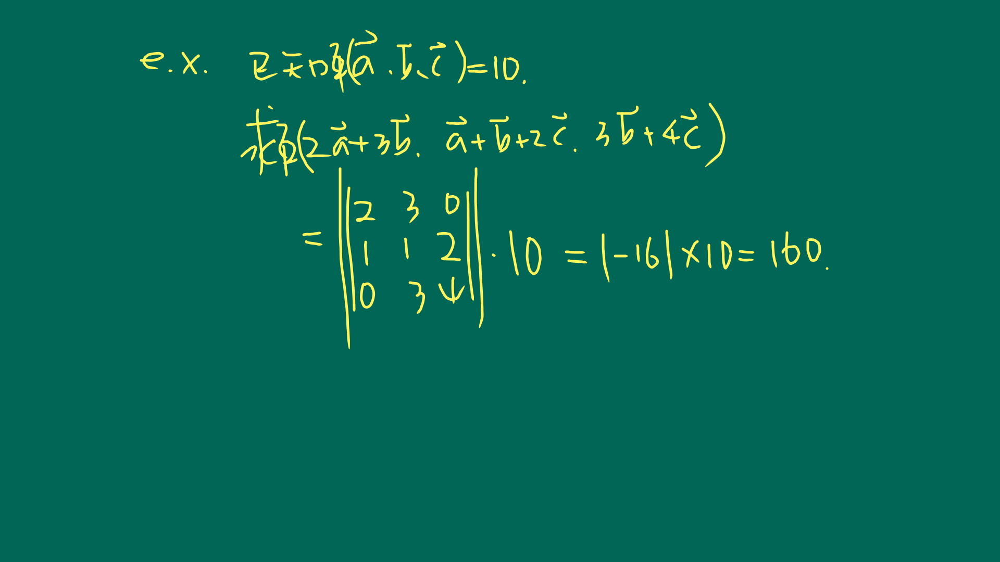 e.x. 已知 (a⃗.b⃗.c⃗)=10.
求 (2a⃗+3b⃗. a⃗+b⃗+2c⃗. 3b⃗+4c⃗)
= ||2 3 0
1 1 2
0 3 4|| · 10 = |-16|×10=160.